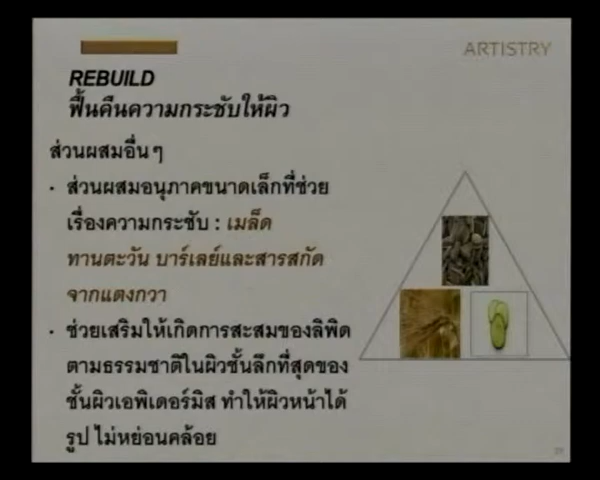 ARTISTRY
REBUILD
ฟื้นคืนความกระชับให้ผิว
ส่วนผสมอื่นๆ
· ส่วนผสมอนุภาคขนาดเล็กที่ช่วย
เรื่องความกระชับ : เมล็ด
ทานตะวัน บาร์เลย์และสารสกัด
จากแตงกวา
· ช่วยเสริมให้เกิดการสะสมของลิพิด
ตามธรรมชาติในผิวชั้นลึกที่สุดของ
ชั้นผิวเอพิเดอร์มิส ทำให้ผิวหน้าได้
รูป ไม่หย่อนคล้อย